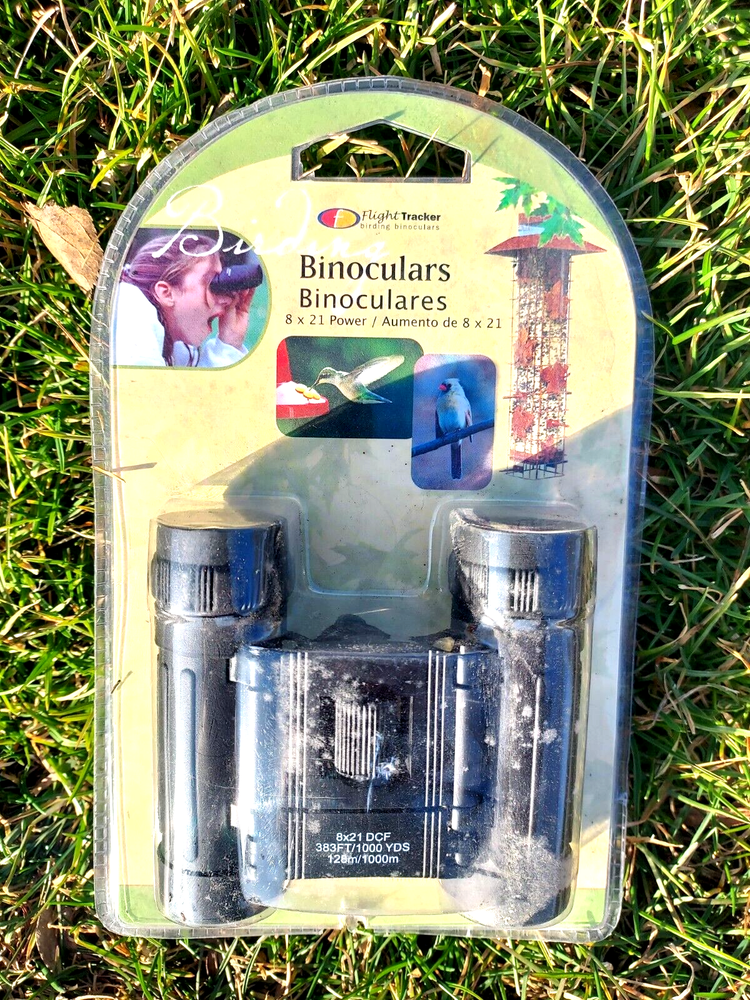 Birding
f
Flight Tracker
birding binoculars
Binoculars
Binoculares
8 x 21 Power / Aumento de 8 x 21
8x21 DCF
383FT/1000 YDS
128m/1000m